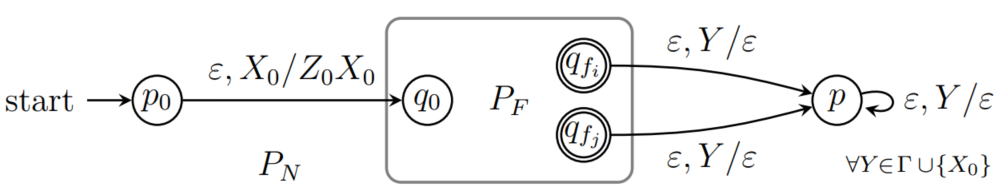 ε, Y/ε
ε, X₀/Z₀X₀
q_{f_i}
start
p₀
q₀
P_F
p
ε, Y/ε
q_{f_j}
P_N
ε, Y/ε
∀Y∈Γ∪{X₀}